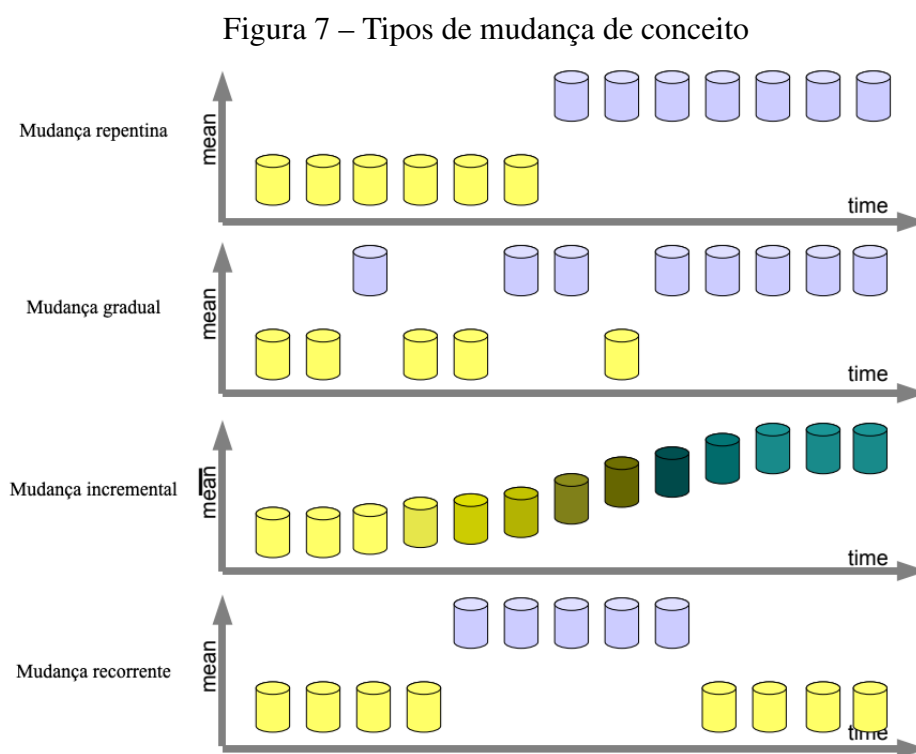 Figura 7 – Tipos de mudança de conceito
Mudança repentina
mean
time
Mudança gradual
mean
time
Mudança incremental
mean
time
Mudança recorrente
mean
time